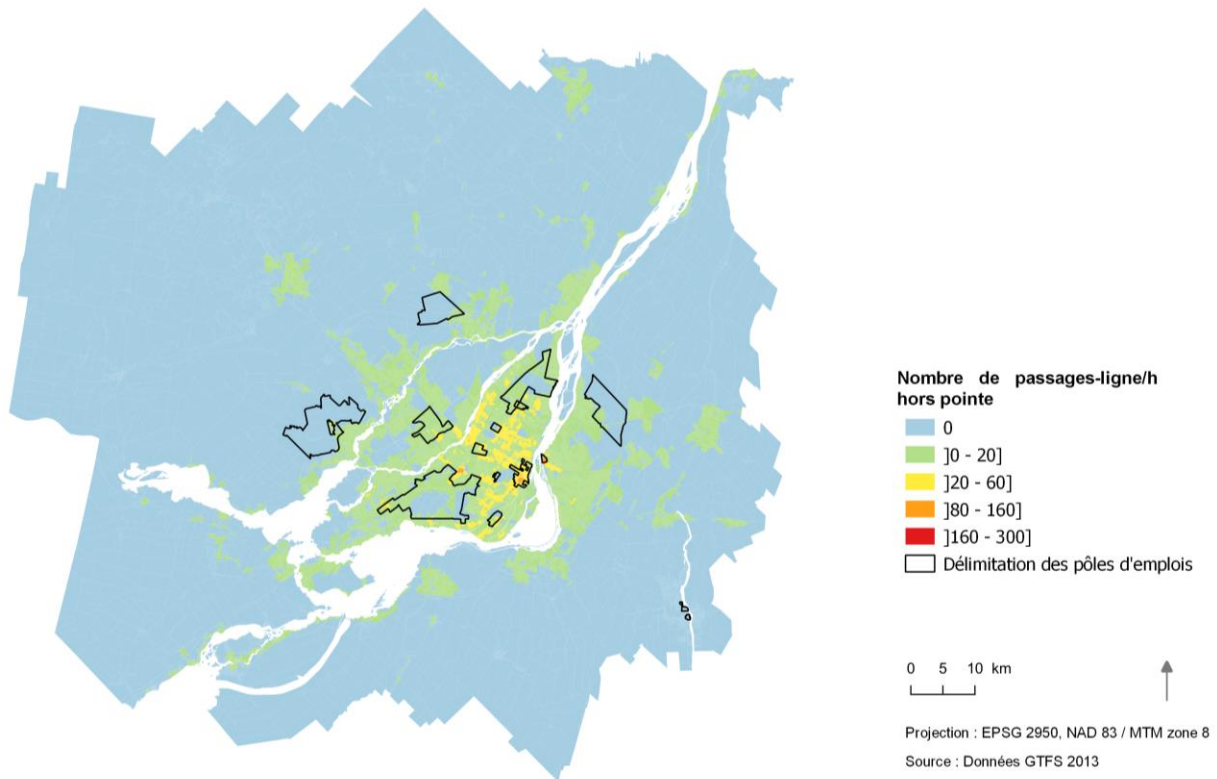 Nombre de passages-ligne/h
hors pointe
0
]0 - 20]
]20 - 60]
]80 - 160]
]160 - 300]
Délimitation des pôles d'emplois
0 5 10 km
Projection : EPSG 2950, NAD 83 / MTM zone 8
Source : Données GTFS 2013